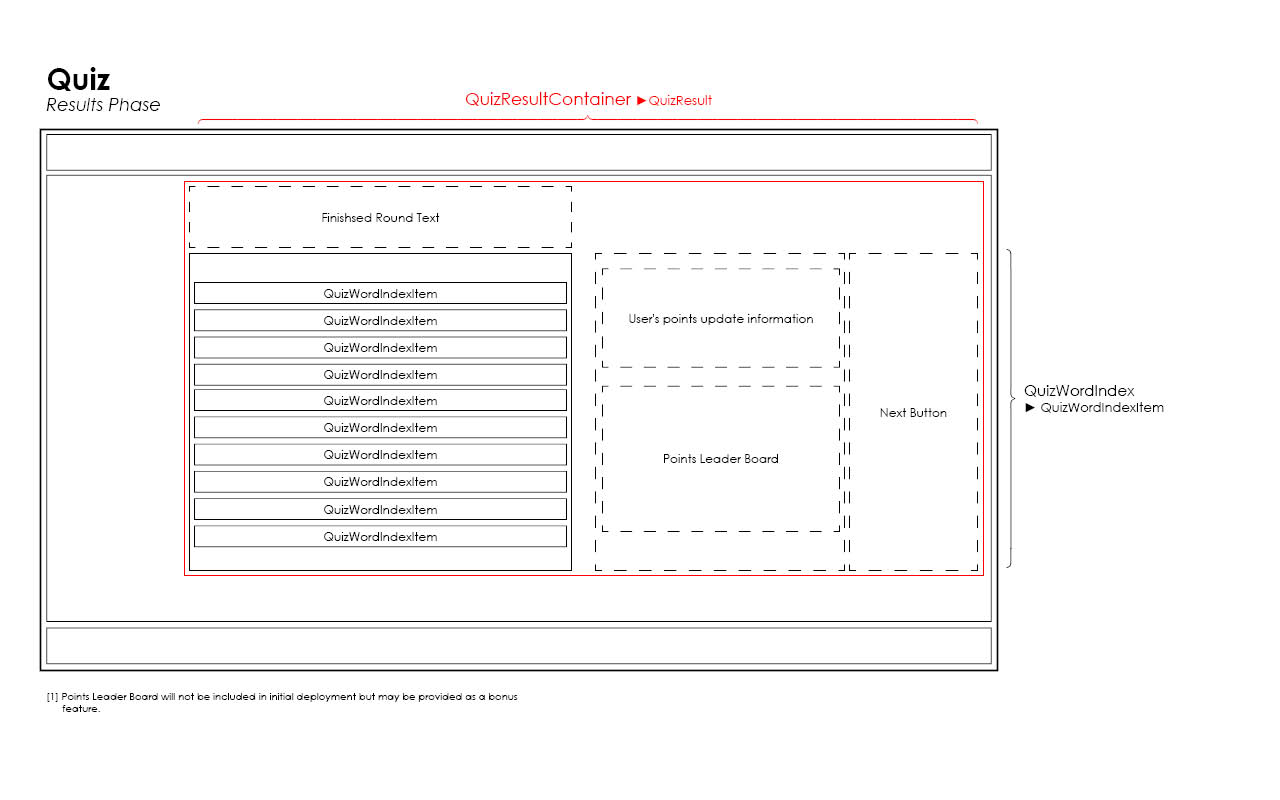 Quiz
Results Phase
QuizResultContainer ►QuizResult
Finishsed Round Text
QuizWordIndexItem
QuizWordIndexItem
QuizWordIndexItem
QuizWordIndexItem
QuizWordIndexItem
QuizWordIndexItem
QuizWordIndexItem
QuizWordIndexItem
QuizWordIndexItem
QuizWordIndexItem
User's points update information
Points Leader Board
Next Button
QuizWordIndex
► QuizWordIndexItem
[1] Points Leader Board will not be included in initial deployment but may be provided as a bonus
feature.